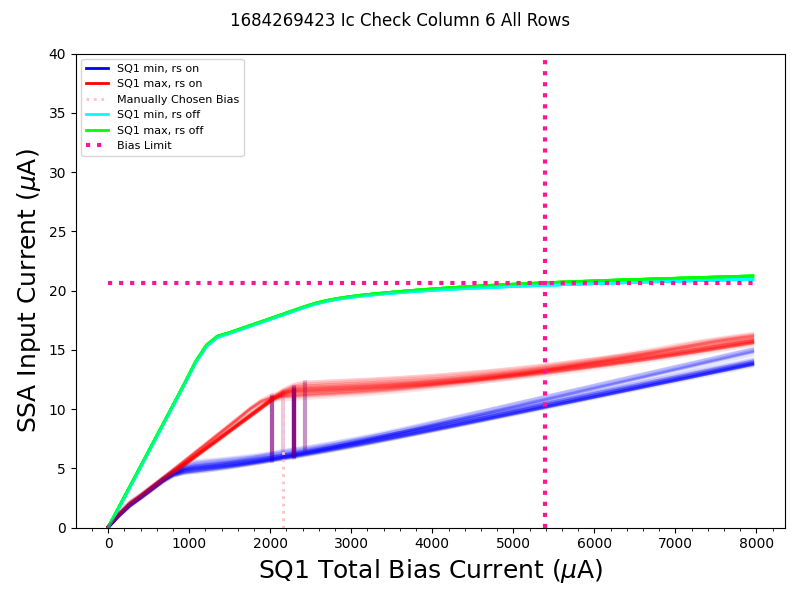 1684269423 Ic Check Column 6 All Rows
40
35
30
25
20
15
10
5
0
SSA Input Current (μA)
SQ1 min, rs on
SQ1 max, rs on
Manually Chosen Bias
SQ1 min, rs off
SQ1 max, rs off
Bias Limit
0 1000 2000 3000 4000 5000 6000 7000 8000
SQ1 Total Bias Current (μA)